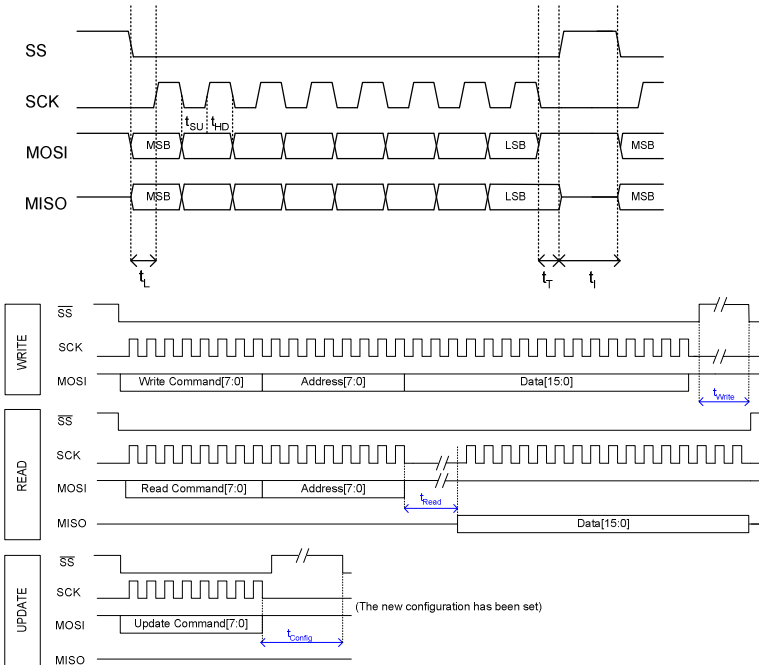 SS
SCK
tSU tHD
MOSI MSB LSB MSB
MISO MSB LSB MSB
tL tT tI
WRITE
SS
SCK
MOSI Write Command[7:0] Address[7:0] Data[15:0]
tWrite
READ
SS
SCK
MOSI Read Command[7:0] Address[7:0]
tRead
MISO Data[15:0]
UPDATE
SS
SCK
(The new configuration has been set)
MOSI Update Command[7:0]
tConfig
MISO